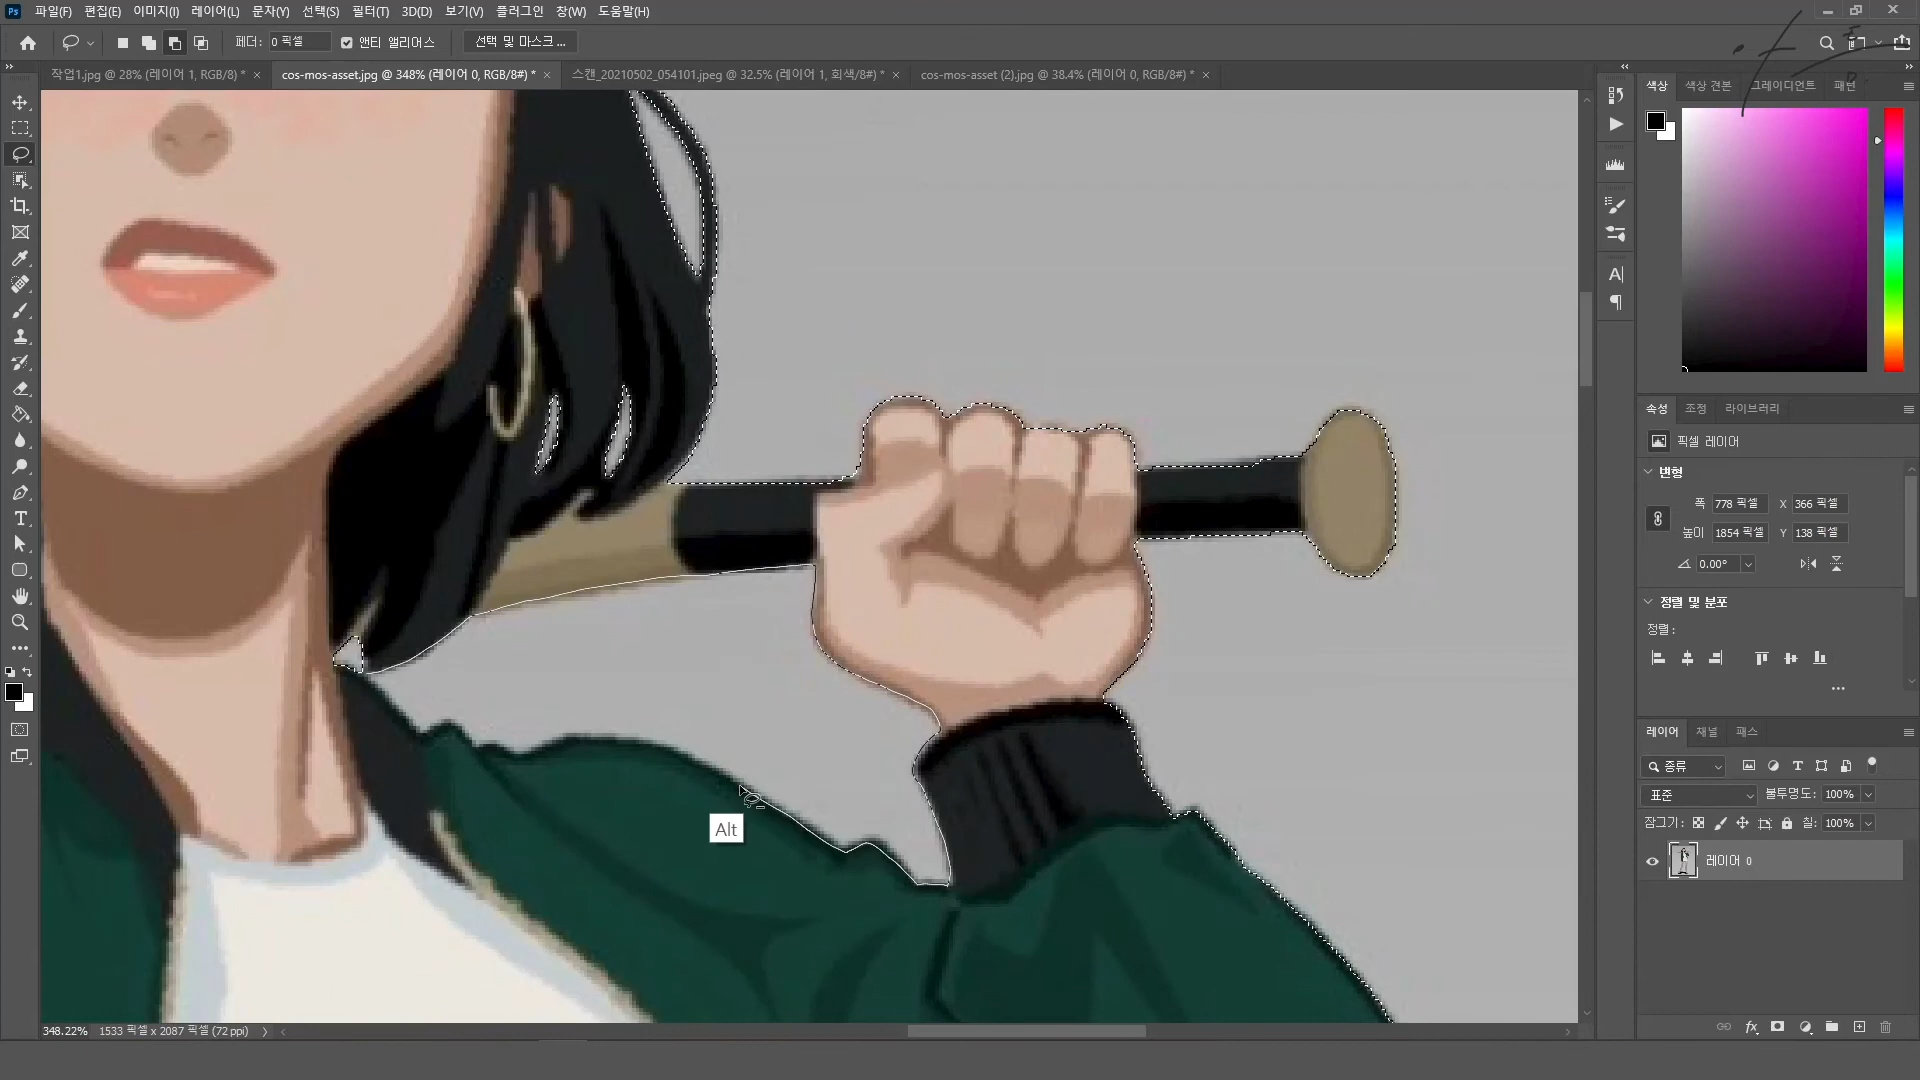 Ps 파일(F) 편집(E) 이미지(I) 레이어(L) 문자(Y) 선택(S) 필터(T) 3D(D) 보기(V) 플러그인 창(W) 도움말(H)
페더: 0 픽셀 앤티 앨리어스 선택 및 마스크...
작업1.jpg @ 28% (레이어 1, RGB/8) * ×
cos-mos-asset.jpg @ 348% (레이어 0, RGB/8#) * ×
스캔_20210502_054101.jpeg @ 32.5% (레이어 1, 회색/8#) * ×
cos-mos-asset (2).jpg @ 38.4% (레이어 0, RGB/8#) * ×
색상 색상 견본 그레이디언트 패턴
속성 조정 라이브러리
픽셀 레이어
변형
폭 778 픽셀 X 366 픽셀
높이 1854 픽셀 Y 138 픽셀
0.00°
정렬 및 분포
정렬:
...
레이어 채널 패스
종류
표준 불투명도: 100%
잠그기: 칠: 100%
레이어 0
Alt
348.22% 1533 픽셀 x 2087 픽셀 (72 ppi)